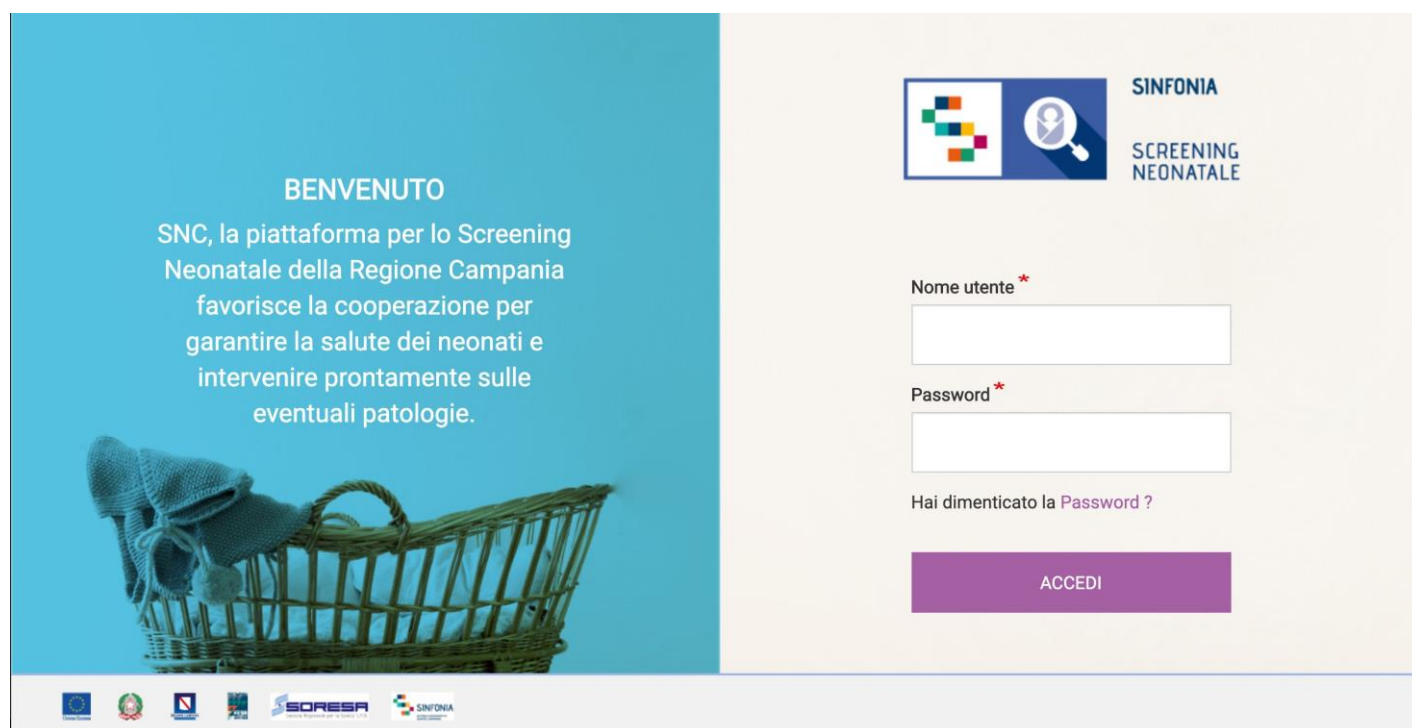 BENVENUTO
SNC, la piattaforma per lo Screening
Neonatale della Regione Campania
favorisce la cooperazione per
garantire la salute dei neonati e
intervenire prontamente sulle
eventuali patologie.
SINFONIA
SCREENING
NEONATALE
Nome utente *
Password *
Hai dimenticato la Password ?
ACCEDI
SORESA
SINFONIA